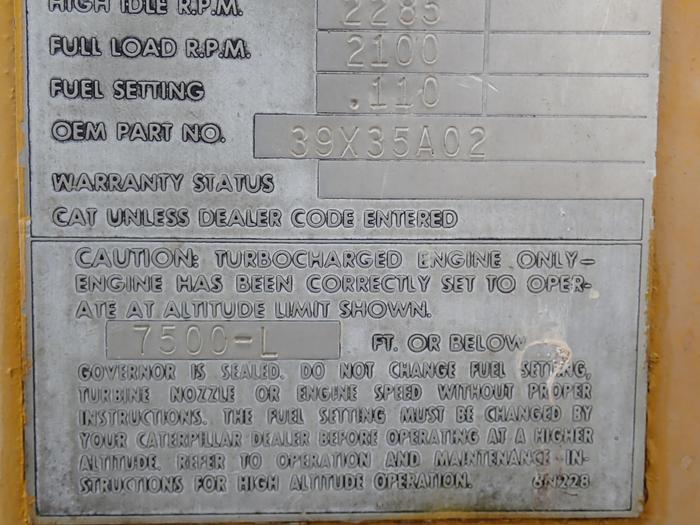 HIGH IDLE R.P.M. 2285
FULL LOAD R.P.M. 2100
FUEL SETTING .110
OEM PART NO. 39X35A02
WARRANTY STATUS
CAT UNLESS DEALER CODE ENTERED
CAUTION: TURBOCHARGED ENGINE ONLY-
ENGINE HAS BEEN CORRECTLY SET TO OPER-
ATE AT ALTITUDE LIMIT SHOWN.
7500-L FT. OR BELOW
GOVERNOR IS SEALED. DO NOT CHANGE FUEL SETTING,
TURBINE NOZZLE OR ENGINE SPEED WITHOUT PROPER
INSTRUCTIONS. THE FUEL SETTING MUST BE CHANGED BY
YOUR CATERPILLAR DEALER BEFORE OPERATING AT A HIGHER
ALTITUDE. REFER TO OPERATION AND MAINTENANCE IN-
STRUCTIONS FOR HIGH ALTITUDE OPERATION. 6N228